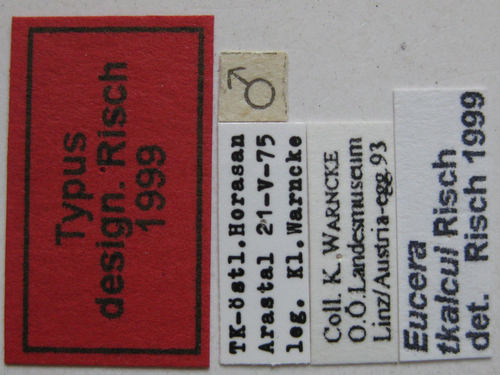 Typus
design. Risch
1999
♂
TK-östl.Horasan
Arastal 21-V-75
leg. Kl.Warncke
Coll. K. WARNCKE
O.Ö.Landesmuseum
Linz/Austria-egg.93
Eucera
tkalcui Risch
det. Risch 1999